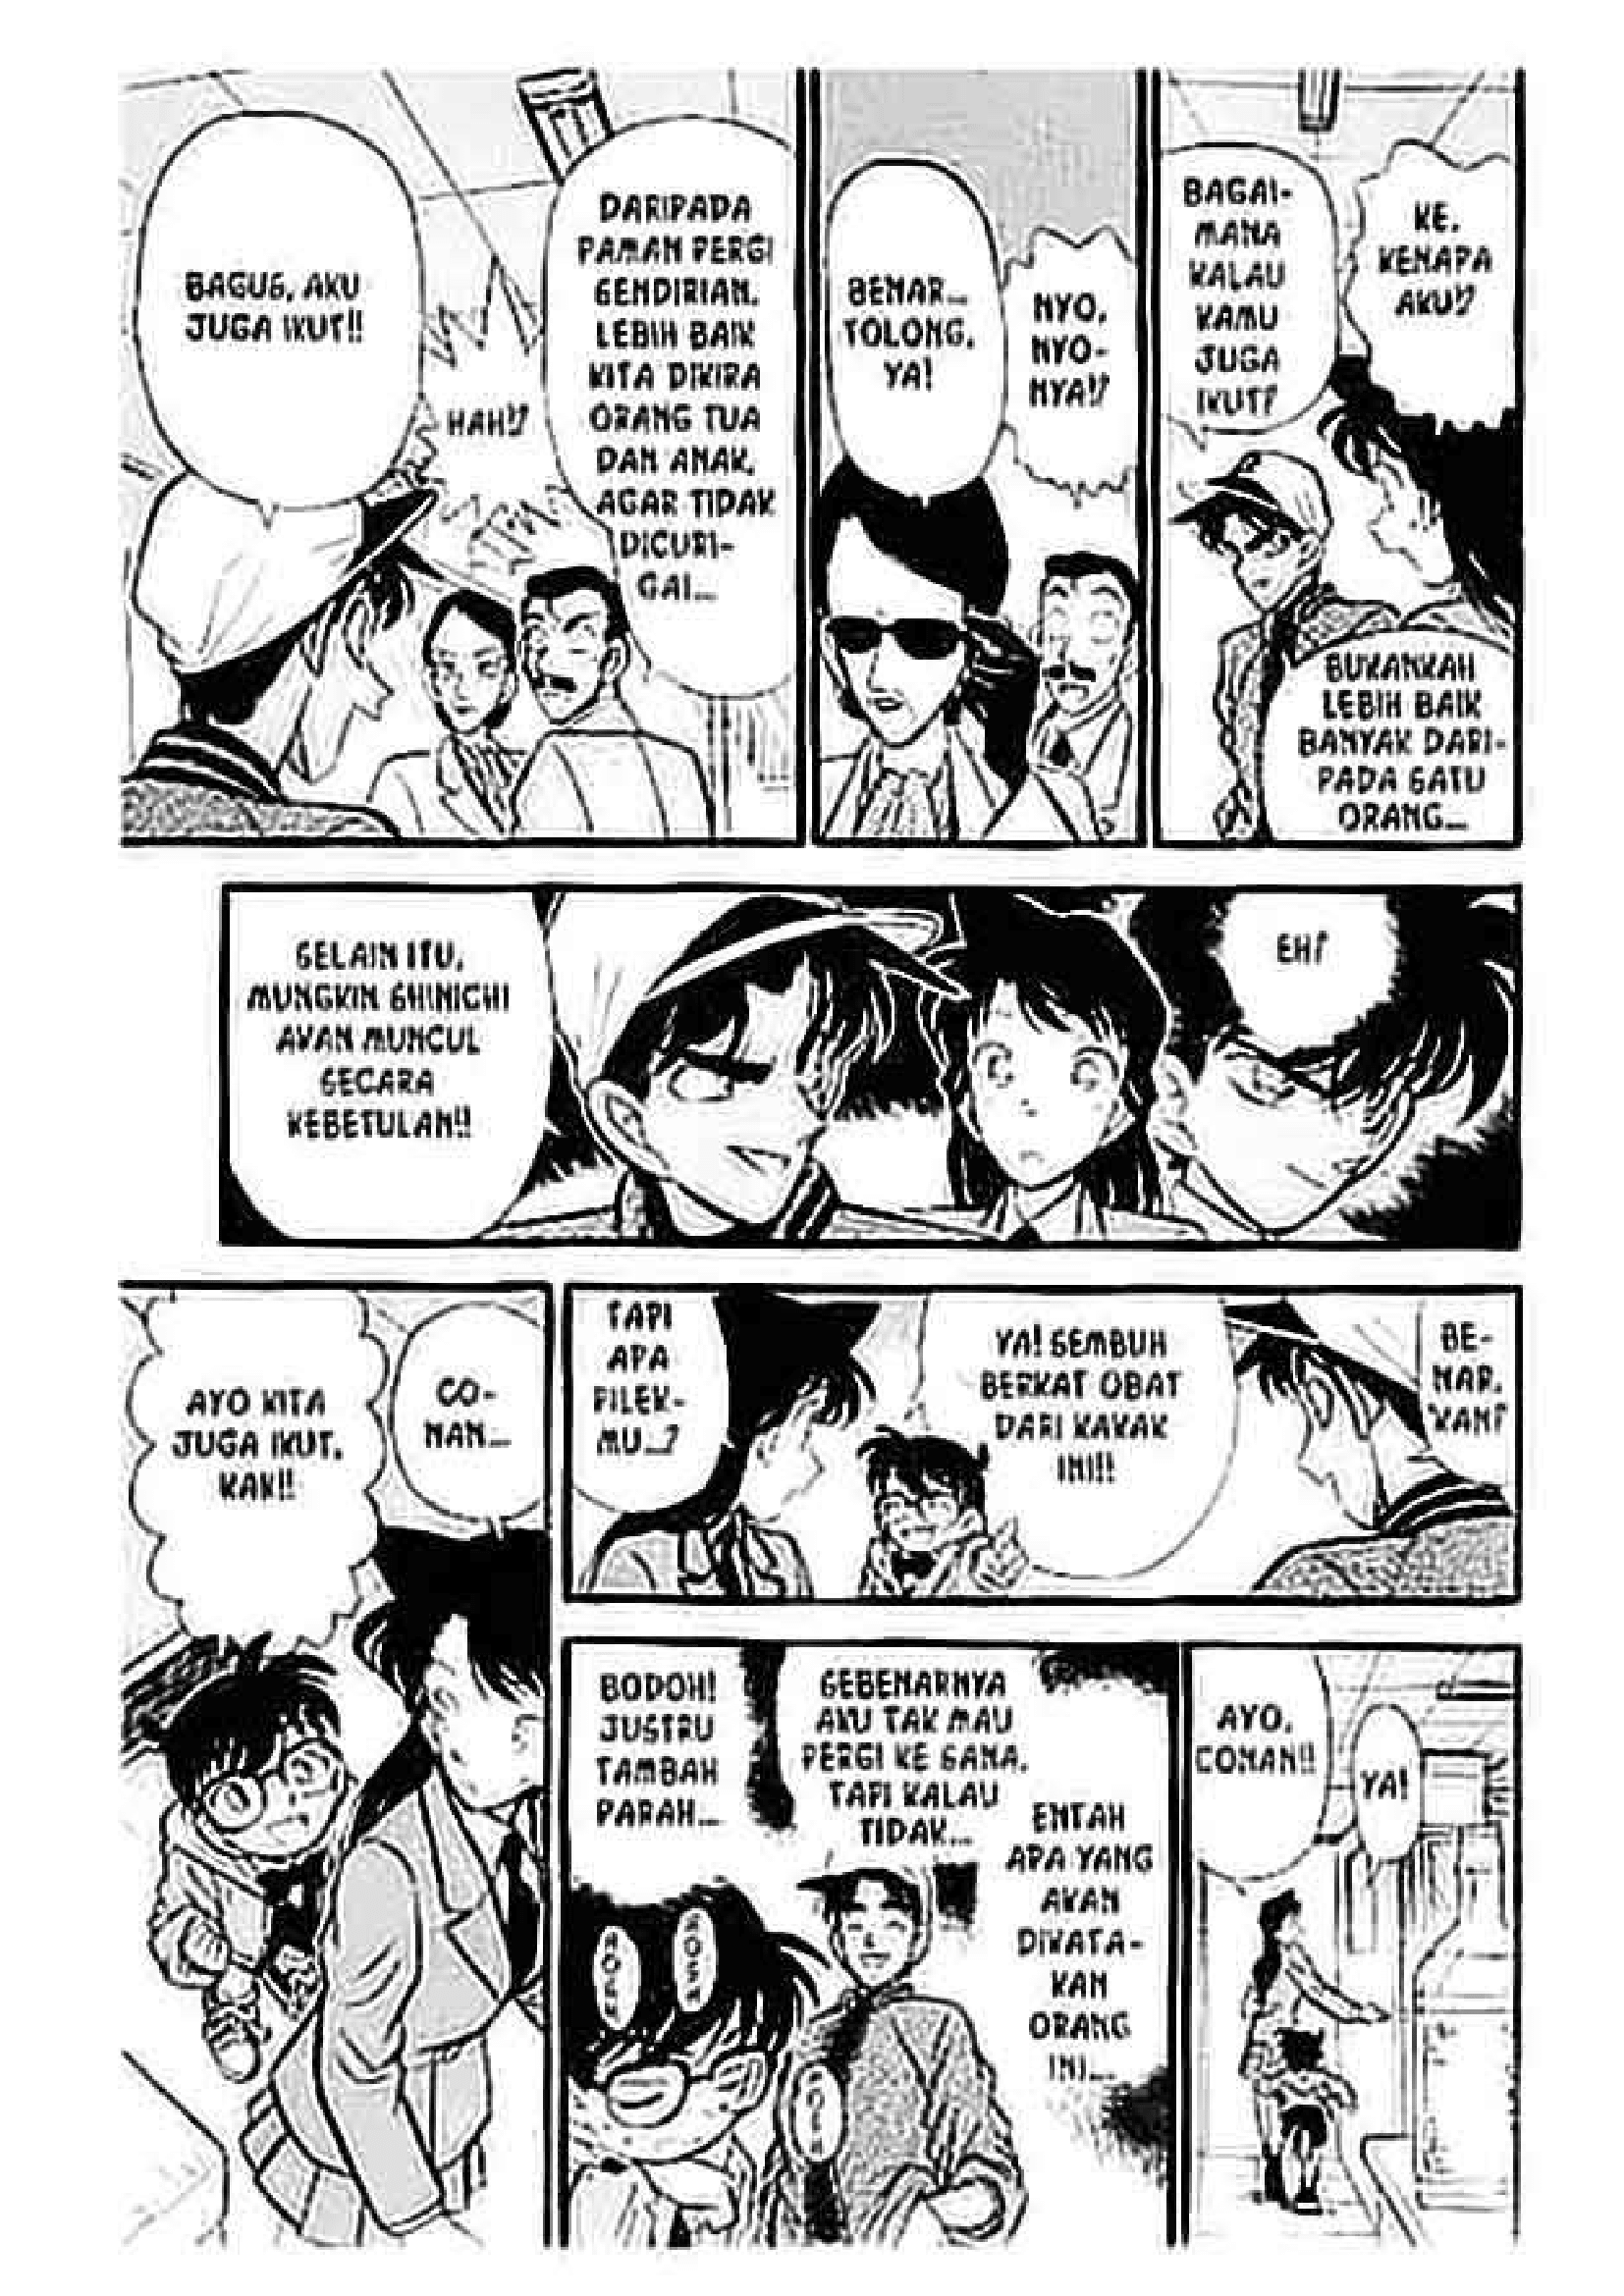 BAGUS, AKU
JUGA IKUT!!
HAH!?
DARIPADA
PAMAN PERGI
SENDIRIAN,
LEBIH BAIK
KITA DIKIRA
ORANG TUA
DAN ANAK,
AGAR TIDAK
DICURI-
GAI...
BENAR...
TOLONG,
YA!
NYO,
NYO-
NYA!?
BAGAI-
MANA
KALAU
KAMU
JUGA
IKUT?
KE,
KENAPA
AKU!?
BUKANKAH
LEBIH BAIK
BANYAK DARI-
PADA SATU
ORANG...
SELAIN ITU,
MUNGKIN SHINICHI
AKAN MUNCUL
SECARA
KEBETULAN!!
EH?
AYO KITA
JUGA IKUT,
KAK!!
CO-
NAN...
TAPI
APA
PILEK-
MU...?
YA! SEMBUH
BERKAT OBAT
DARI KAKAK
INI!!
BE-
NAR,
KAN?
BODOH!
JUSTRU
TAMBAH
PARAH...
SEBENARNYA
AKU TAK MAU
PERGI KE SANA,
TAPI KALAU
TIDAK...
ENTAH
APA YANG
AKAN
DIKATA-
KAN
ORANG
INI...
AYO,
CONAN!!
YA!